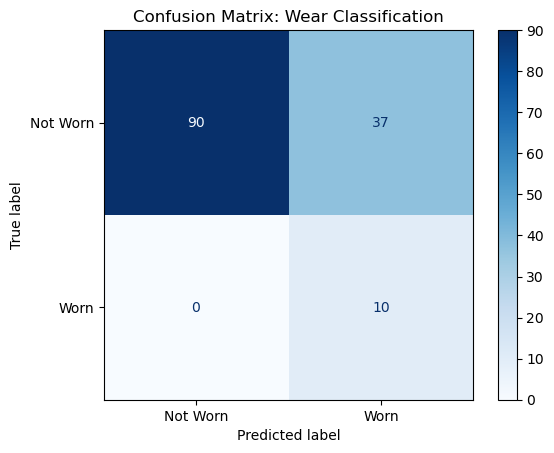 Confusion Matrix: Wear Classification
True label
Not Worn
90
37
Worn
0
10
Not Worn
Worn
Predicted label
90
80
70
60
50
40
30
20
10
0